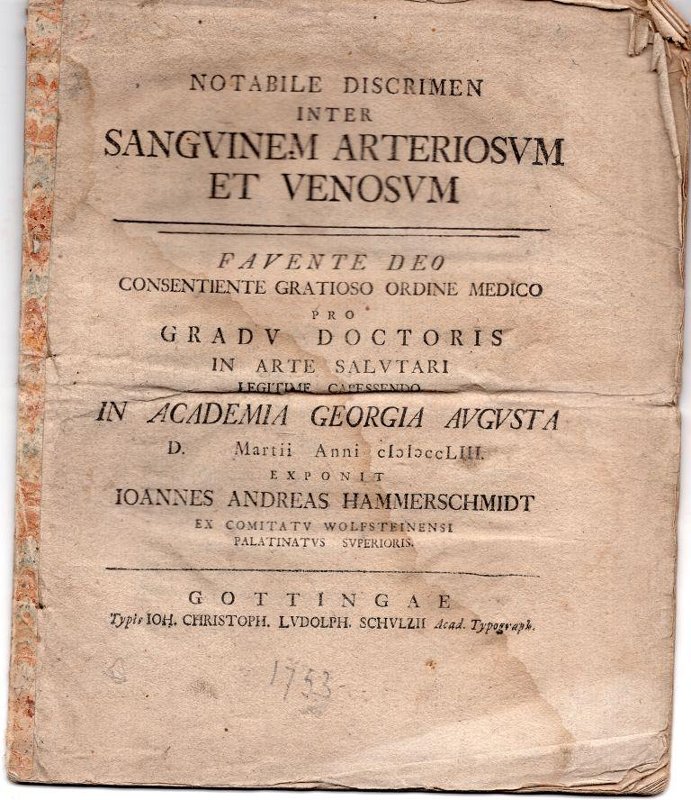 NOTABILE DISCRIMEN
INTER
SANGVINEM ARTERIOSVM
ET VENOSVM
FAVENTE DEO
CONSENTIENTE GRATIOSO ORDINE MEDICO
PRO
GRADV DOCTORIS
IN ARTE SALVTARI
LEGITIME CAPESSENDO
IN ACADEMIA GEORGIA AVGVSTA
D. Martii Anni cIɔIɔccLIII.
EXPONIT
IOANNES ANDREAS HAMMERSCHMIDT
EX COMITATV WOLFSTEINENSI
PALATINATVS SVPERIORIS.
GOTTINGAE
Typis IOH. CHRISTOPH. LVDOLPH. SCHVLZII Acad. Typograph.
1753